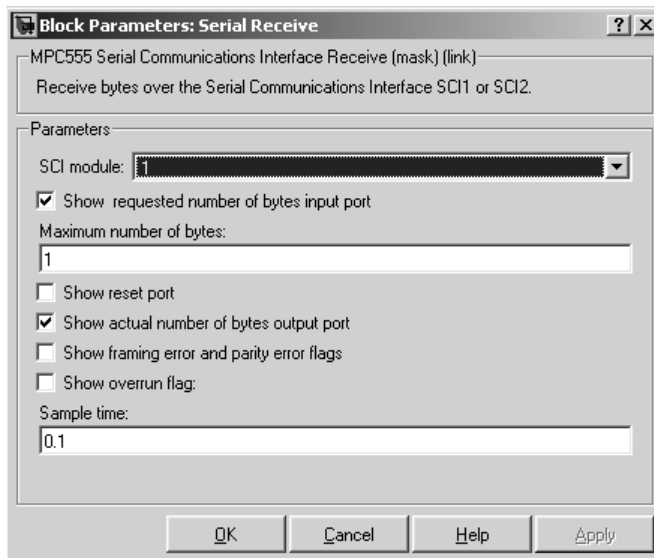 Block Parameters: Serial Receive
MPC555 Serial Communications Interface Receive (mask) (link)
Receive bytes over the Serial Communications Interface SCI1 or SCI2.
Parameters
SCI module: 1
Show requested number of bytes input port
Maximum number of bytes:
1
Show reset port
Show actual number of bytes output port
Show framing error and parity error flags
Show overrun flag:
Sample time:
0.1
OK Cancel Help Apply